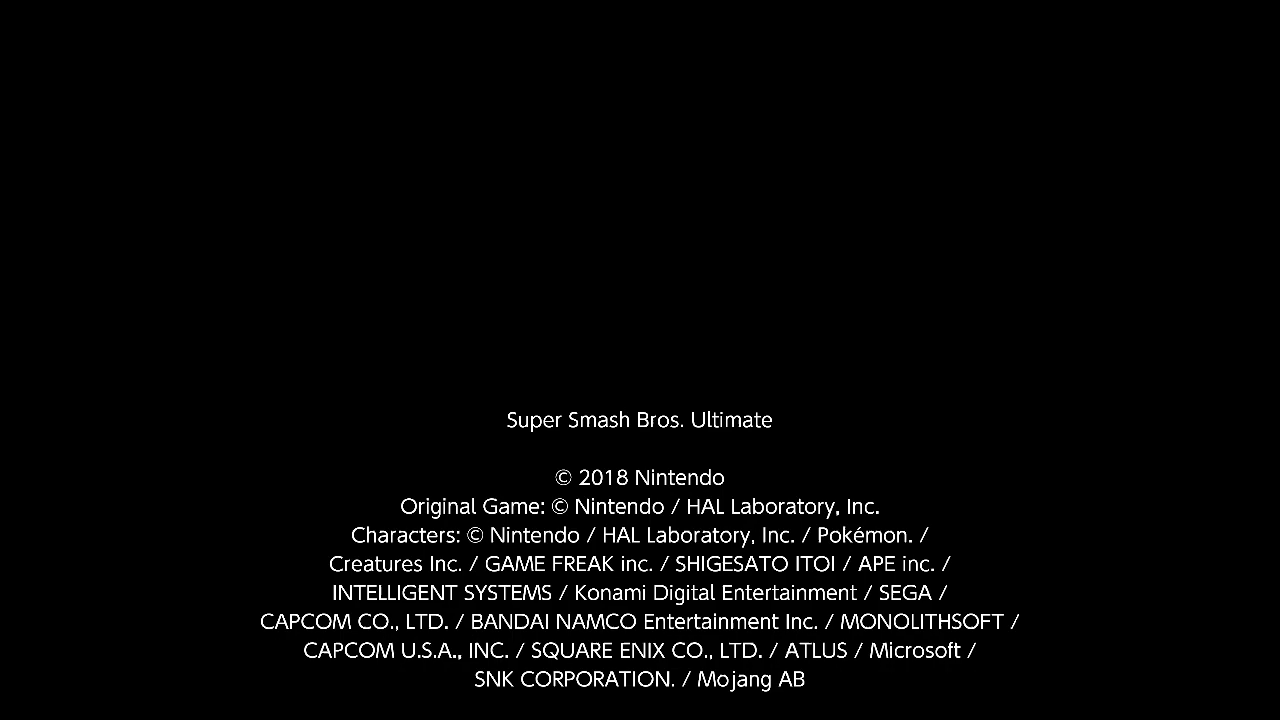 Super Smash Bros. Ultimate
© 2018 Nintendo
Original Game: © Nintendo / HAL Laboratory, Inc.
Characters: © Nintendo / HAL Laboratory, Inc. / Pokémon. /
Creatures Inc. / GAME FREAK inc. / SHIGESATO ITOI / APE inc. /
INTELLIGENT SYSTEMS / Konami Digital Entertainment / SEGA /
CAPCOM CO., LTD. / BANDAI NAMCO Entertainment Inc. / MONOLITHSOFT /
CAPCOM U.S.A., INC. / SQUARE ENIX CO., LTD. / ATLUS / Microsoft /
SNK CORPORATION. / Mojang AB